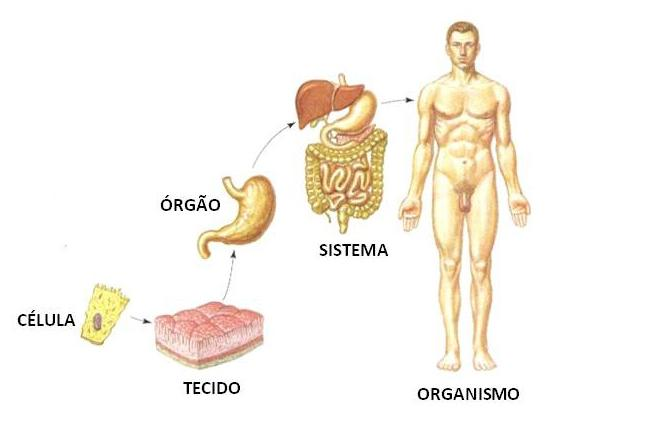 CÉLULA
TECIDO
ÓRGÃO
SISTEMA
ORGANISMO